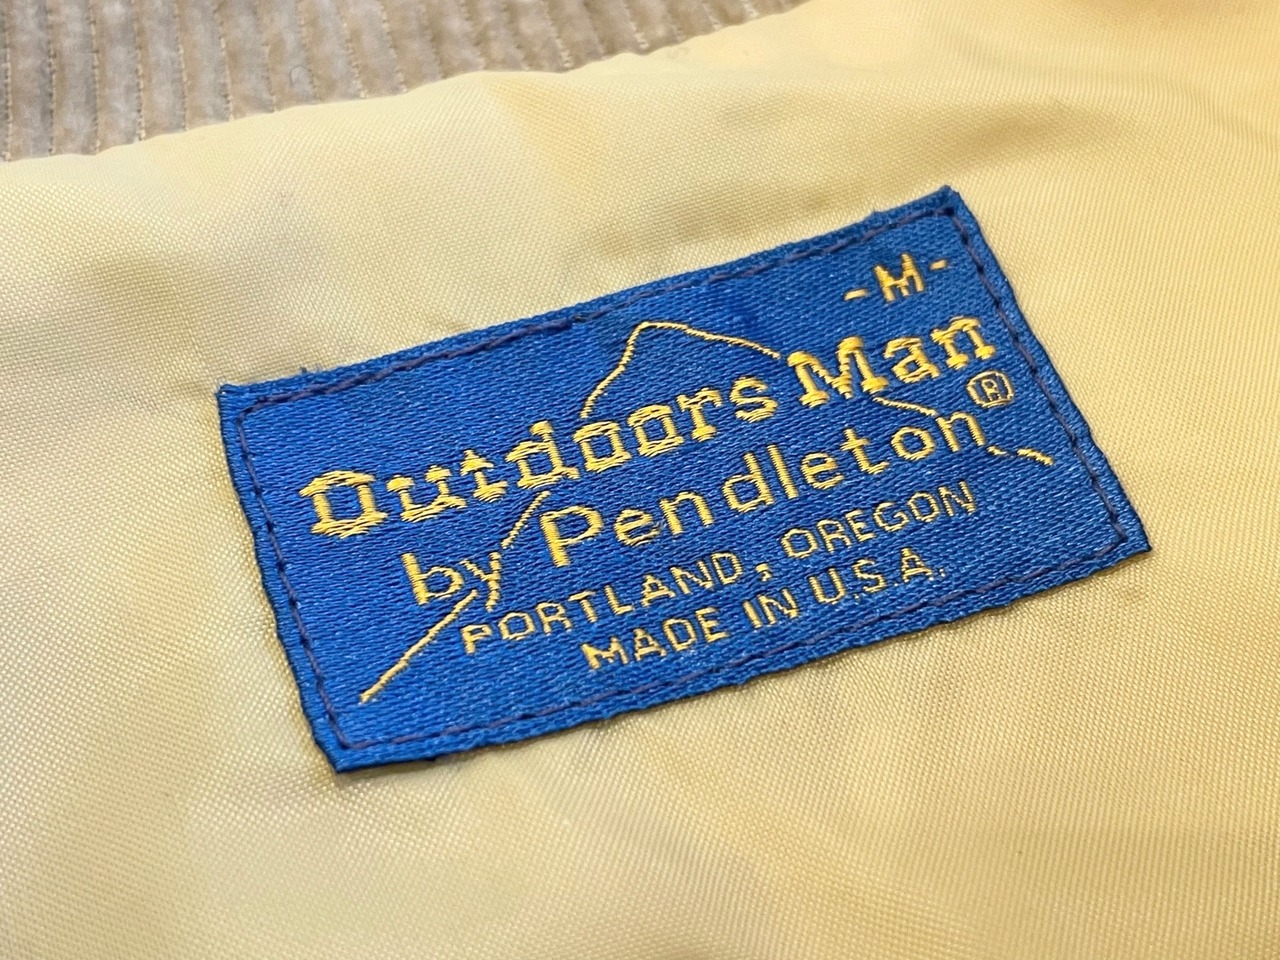 -M-
Outdoors Man
by Pendleton®
PORTLAND, OREGON
MADE IN U.S.A.